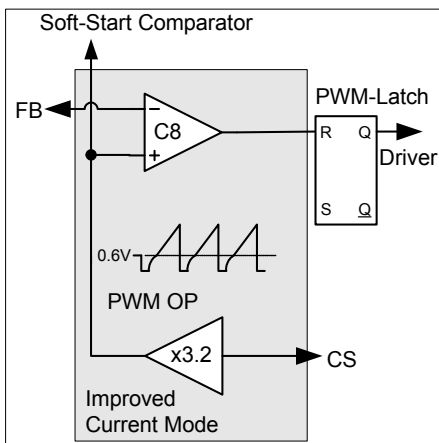 Soft-Start Comparator
FB
−
C8
+
PWM-Latch
R Q
Driver
S Q
0.6V
PWM OP
x3.2
CS
Improved
Current Mode